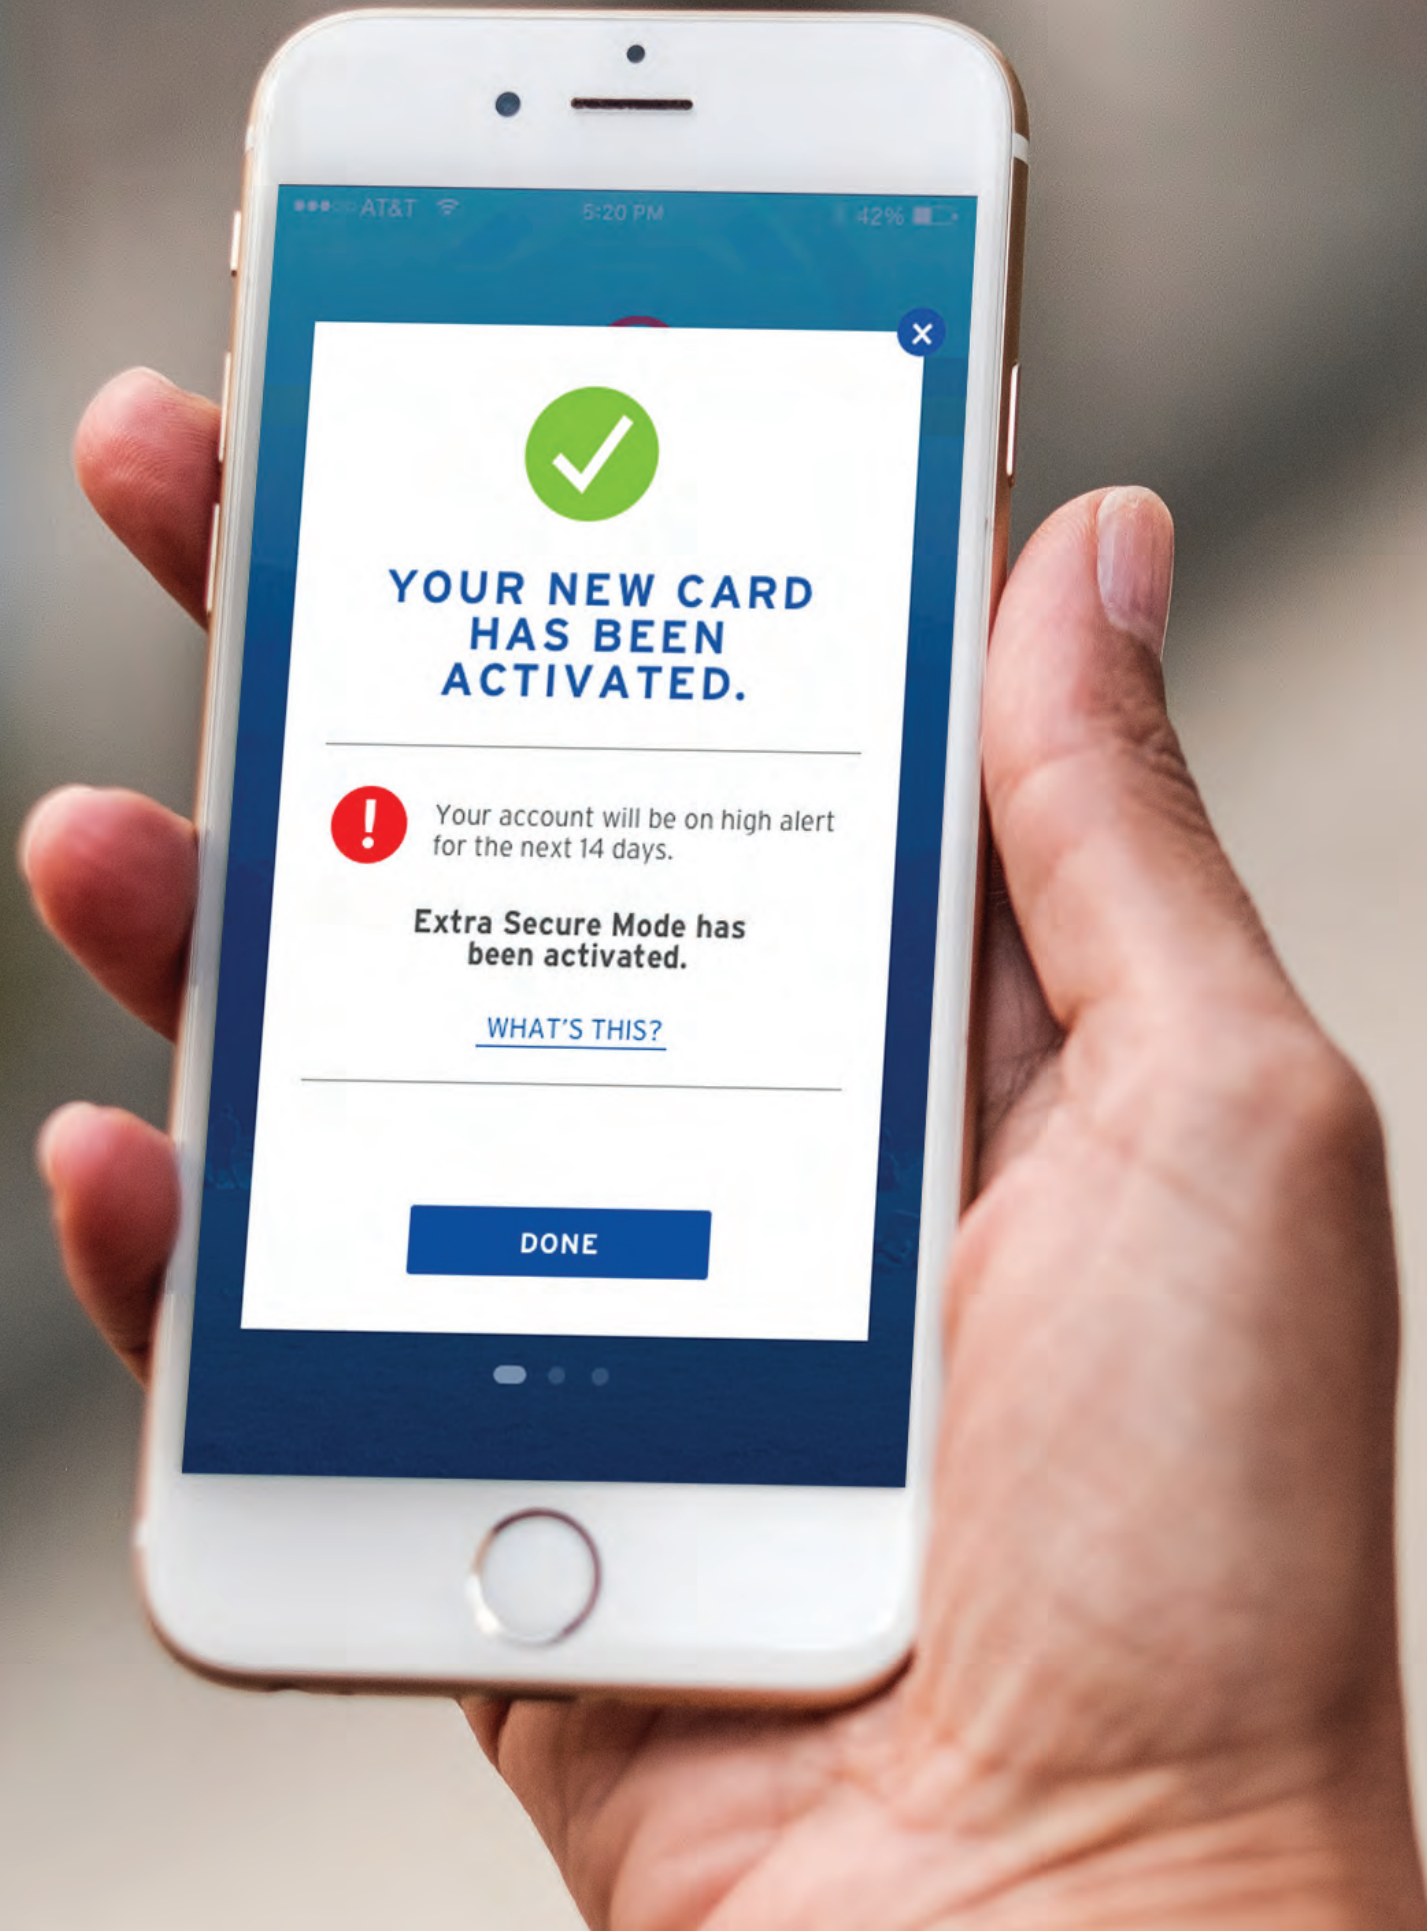 AT&T 5:20 PM 42%
YOUR NEW CARD
HAS BEEN
ACTIVATED.
Your account will be on high alert
for the next 14 days.
Extra Secure Mode has
been activated.
WHAT'S THIS?
DONE